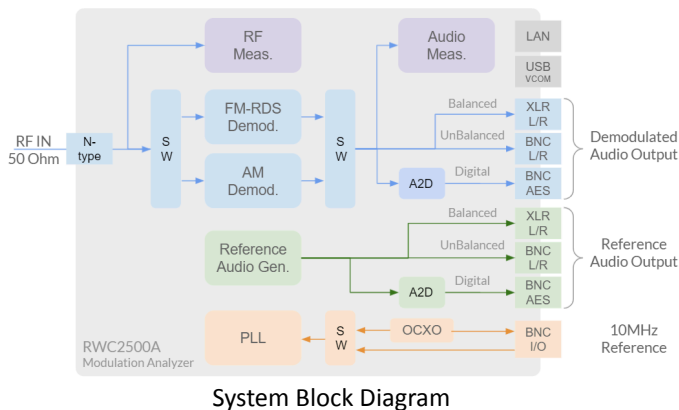 RF
Meas.
Audio
Meas.
LAN
USB
VCOM
RF IN
50 Ohm
N-
type
S
W
FM-RDS
Demod.
AM
Demod.
S
W
Balanced
XLR
L/R
UnBalanced
BNC
L/R
A2D
Digital
BNC
AES
Demodulated
Audio Output
Reference
Audio Gen.
Balanced
XLR
L/R
UnBalanced
BNC
L/R
A2D
Digital
BNC
AES
Reference
Audio Output
PLL
S
W
OCXO
BNC
I/O
10MHz
Reference
RWC2500A
Modulation Analyzer
System Block Diagram